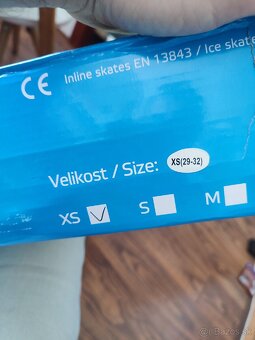 CE
Inline skates EN 13843 / Ice skate
Velikost / Size: XS(29-32)
XS S M